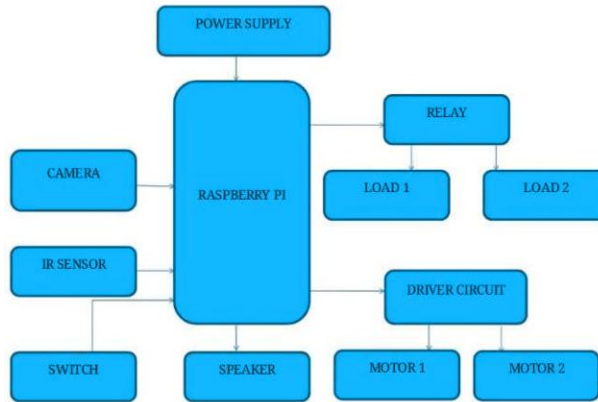 POWER SUPPLY
RELAY
CAMERA
RASPBERRY PI
LOAD 1
LOAD 2
IR SENSOR
DRIVER CIRCUIT
SWITCH
SPEAKER
MOTOR 1
MOTOR 2